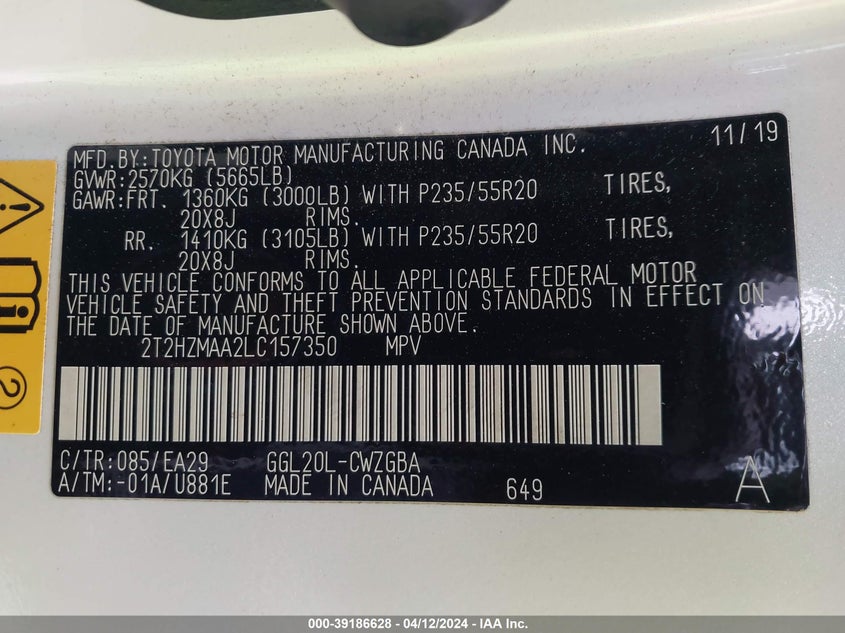 MFD. BY: TOYOTA MOTOR MANUFACTURING CANADA INC. 11/19
GVWR: 2570KG (5665LB)
GAWR: FRT. 1360KG (3000LB) WITH P235/55R20 TIRES,
20X8J RIMS.
RR. 1410KG (3105LB) WITH P235/55R20 TIRES,
20X8J RIMS.
THIS VEHICLE CONFORMS TO ALL APPLICABLE FEDERAL MOTOR
VEHICLE SAFETY AND THEFT PREVENTION STANDARDS IN EFFECT ON
THE DATE OF MANUFACTURE SHOWN ABOVE.
2T2HZMAA2LC157350 MPV
C/TR: 085/EA29 GGL20L-CWZGBA
A/TM: -01A/U881E MADE IN CANADA 649 A
2
000-39186628 - 04/12/2024 - IAA Inc.